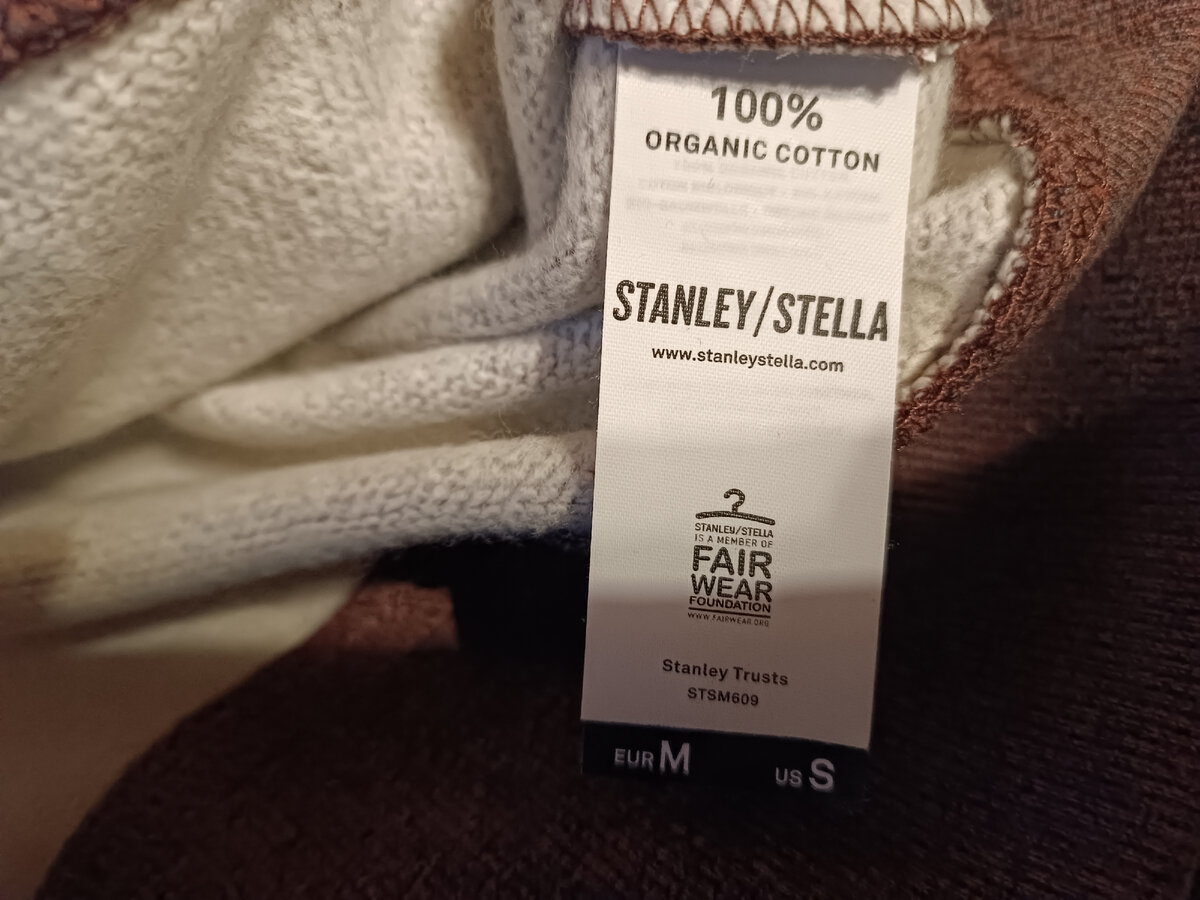 100%
ORGANIC COTTON
STANLEY/STELLA
www.stanleystella.com
STANLEY/STELLA
IS A MEMBER OF
FAIR
WEAR
FOUNDATION
WWW.FAIRWEAR.ORG
Stanley Trusts
STSM609
EUR M US S